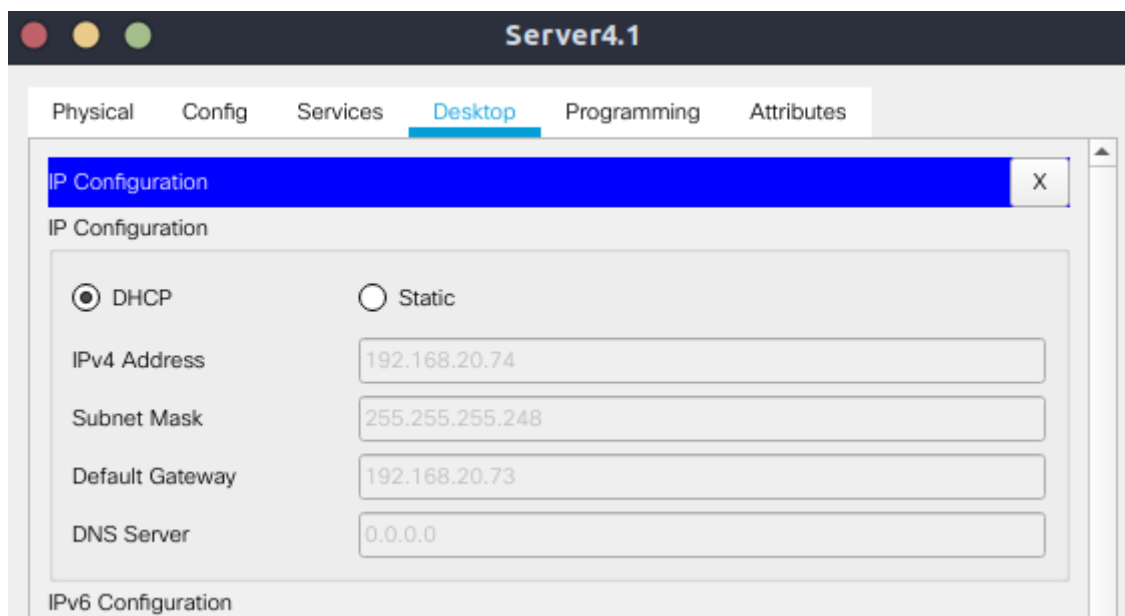 Server4.1
Physical Config Services Desktop Programming Attributes
IP Configuration X
IP Configuration
DHCP Static
IPv4 Address 192.168.20.74
Subnet Mask 255.255.255.248
Default Gateway 192.168.20.73
DNS Server 0.0.0.0
IPv6 Configuration